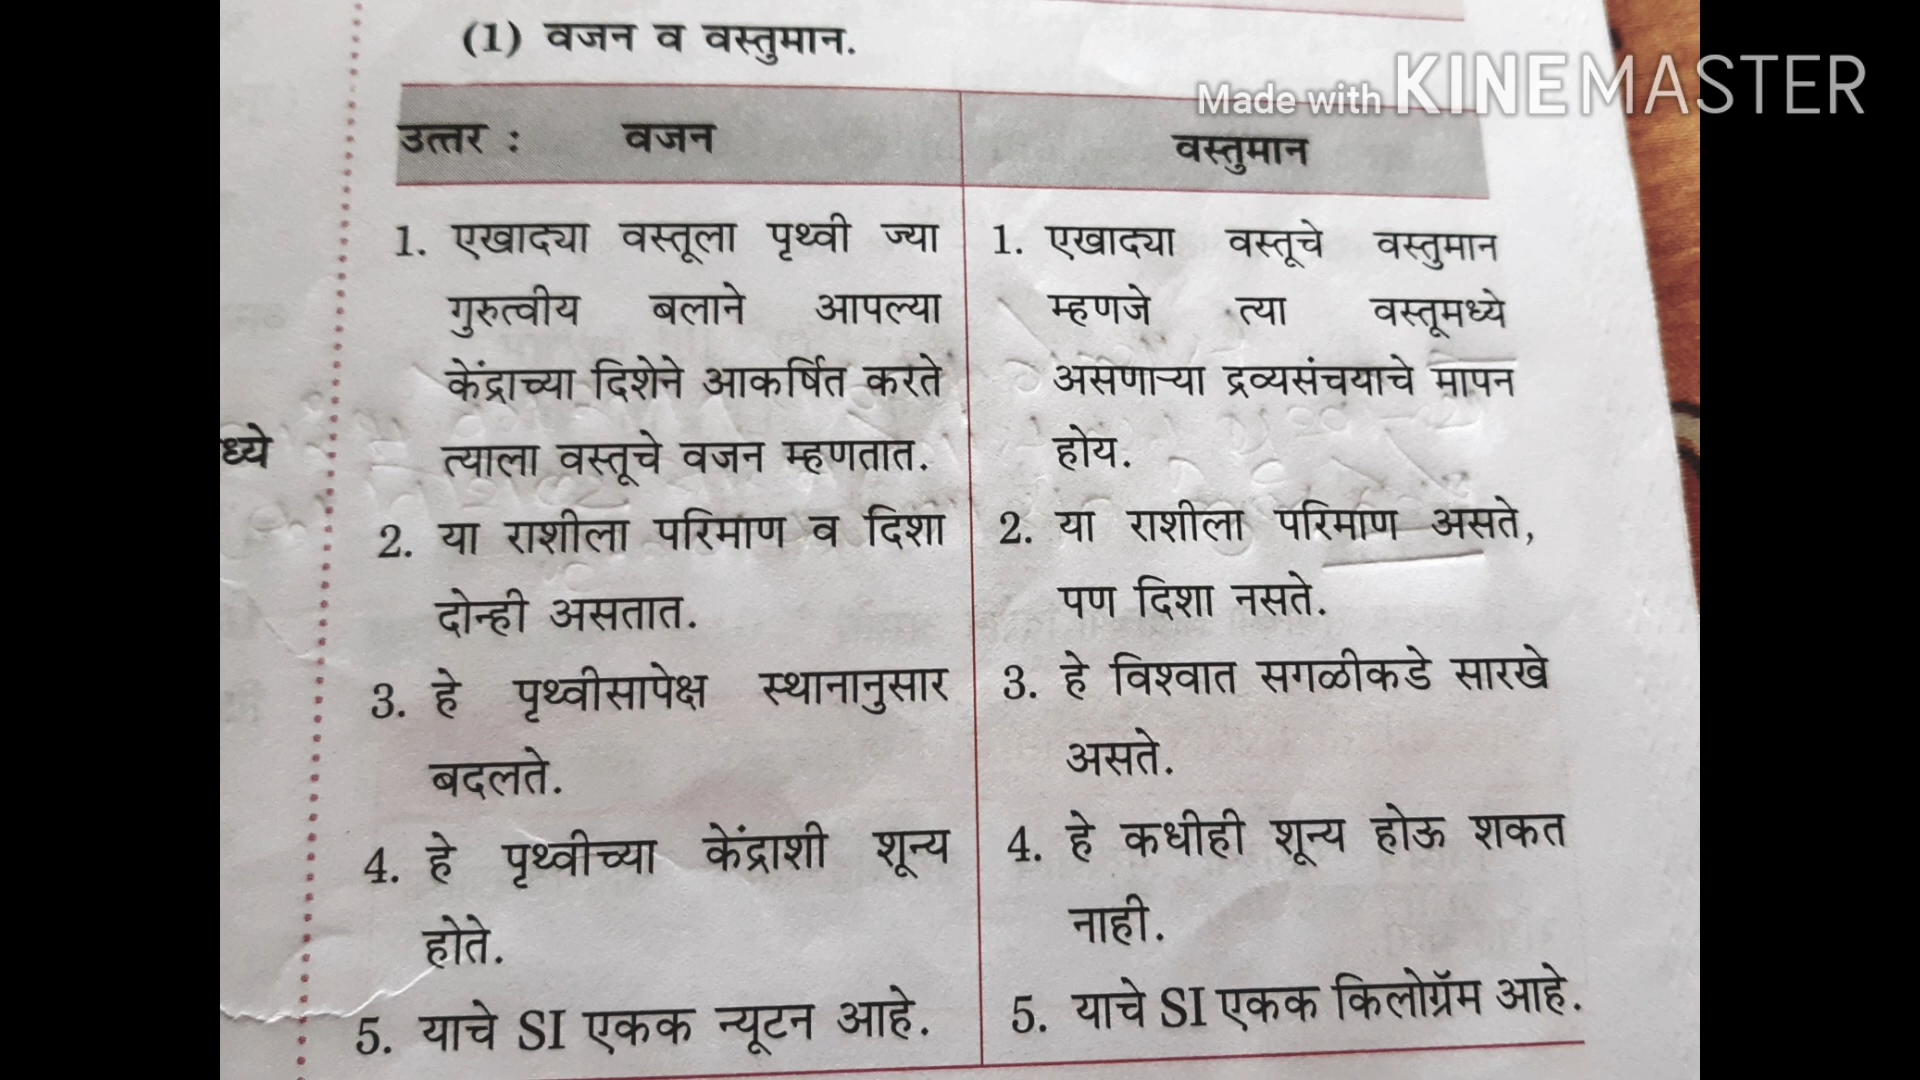 (1) वजन व वस्तुमान.
Made with KINEMASTER
उत्तर : वजन
वस्तुमान
1. एखाद्या वस्तूला पृथ्वी ज्या
गुरुत्वीय बलाने आपल्या
केंद्राच्या दिशेने आकर्षित करते
त्याला वस्तूचे वजन म्हणतात.
2. या राशीला परिमाण व दिशा
दोन्ही असतात.
3. हे पृथ्वीसापेक्ष स्थानानुसार
बदलते.
4. हे पृथ्वीच्या केंद्राशी शून्य
होते.
5. याचे SI एकक न्यूटन आहे.
1. एखाद्या वस्तूचे वस्तुमान
म्हणजे त्या वस्तूमध्ये
असणाऱ्या द्रव्यसंचयाचे मापन
होय.
2. या राशीला परिमाण असते,
पण दिशा नसते.
3. हे विश्वात सगळीकडे सारखे
असते.
4. हे कधीही शून्य होऊ शकत
नाही.
5. याचे SI एकक किलोग्रॅम आहे.
ध्ये